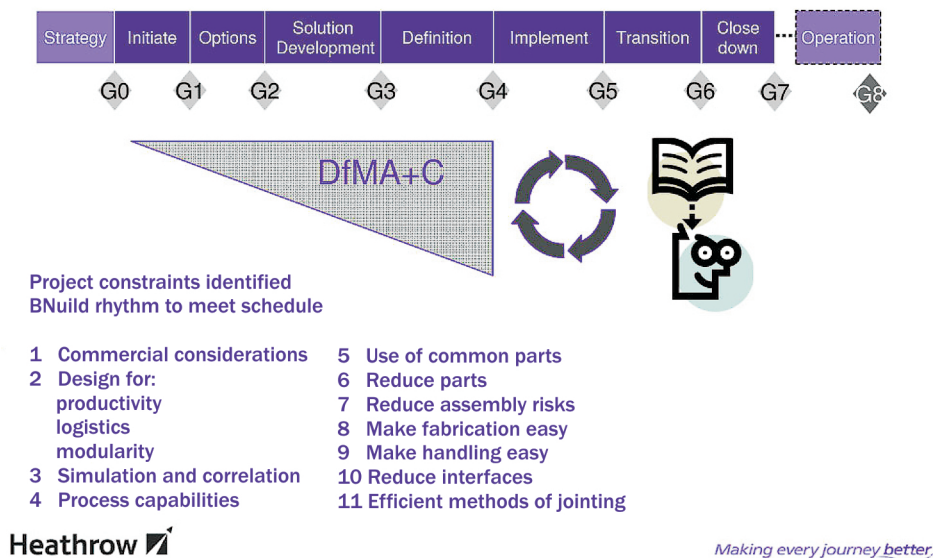 Strategy
Initiate
Options
Solution
Development
Definition
Implement
Transition
Close
down
Operation
G0
G1
G2
G3
G4
G5
G6
G7
G8
DfMA+C
Project constraints identified
BNuild rhythm to meet schedule
1 Commercial considerations
2 Design for:
productivity
logistics
modularity
3 Simulation and correlation
4 Process capabilities
5 Use of common parts
6 Reduce parts
7 Reduce assembly risks
8 Make fabrication easy
9 Make handling easy
10 Reduce interfaces
11 Efficient methods of jointing
Heathrow
Making every journey better